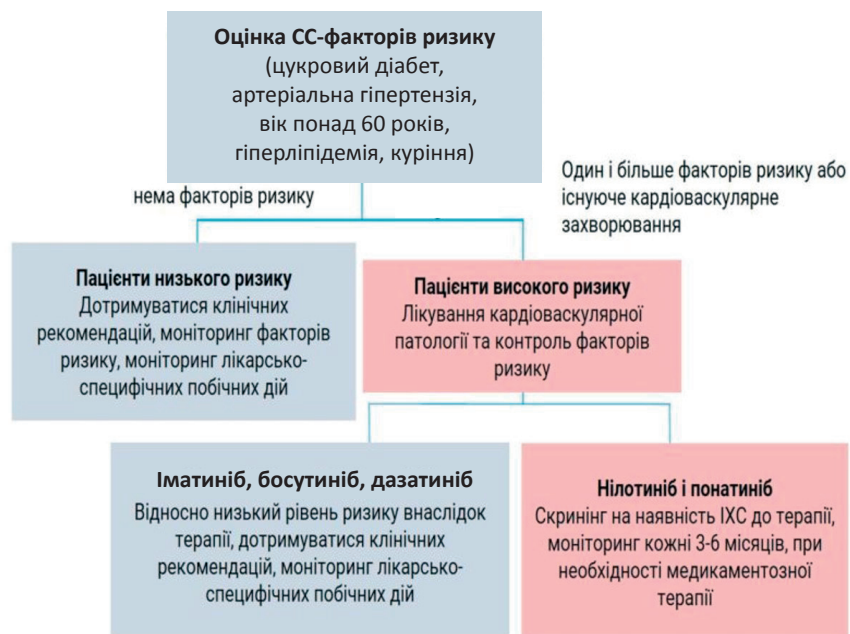 Оцінка СС-факторів ризику
(цукровий діабет,
артеріальна гіпертензія,
вік понад 60 років,
гіперліпідемія, куріння)
нема факторів ризику
Один і більше факторів ризику або
існуюче кардіоваскулярне
захворювання
Пацієнти низького ризику
Дотримуватися клінічних
рекомендацій, моніторинг факторів
ризику, моніторинг лікарсько-
специфічних побічних дій
Пацієнти високого ризику
Лікування кардіоваскулярної
патології та контроль факторів
ризику
Іматиніб, босутиніб, дазатиніб
Відносно низький рівень ризику внаслідок
терапії, дотримуватися клінічних
рекомендацій, моніторинг лікарсько-
специфічних побічних дій
Нілотиніб і понатиніб
Скринінг на наявність ІХС до терапії,
моніторинг кожні 3-6 місяців, при
необхідності медикаментозної
терапії